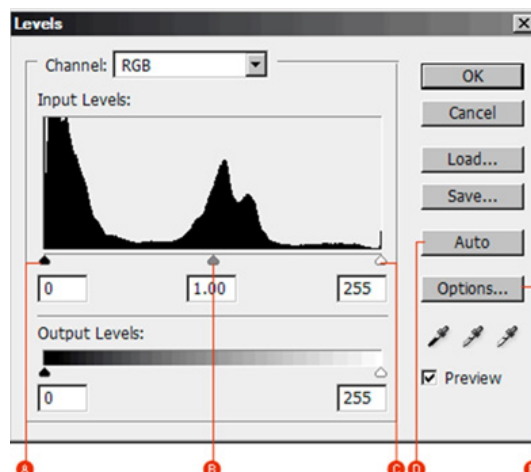 Levels
Channel: RGB
OK
Input Levels:
Cancel
Load...
Save...
Auto
0 1.00 255
Options...
Output Levels:
Preview
0 255
A B C D